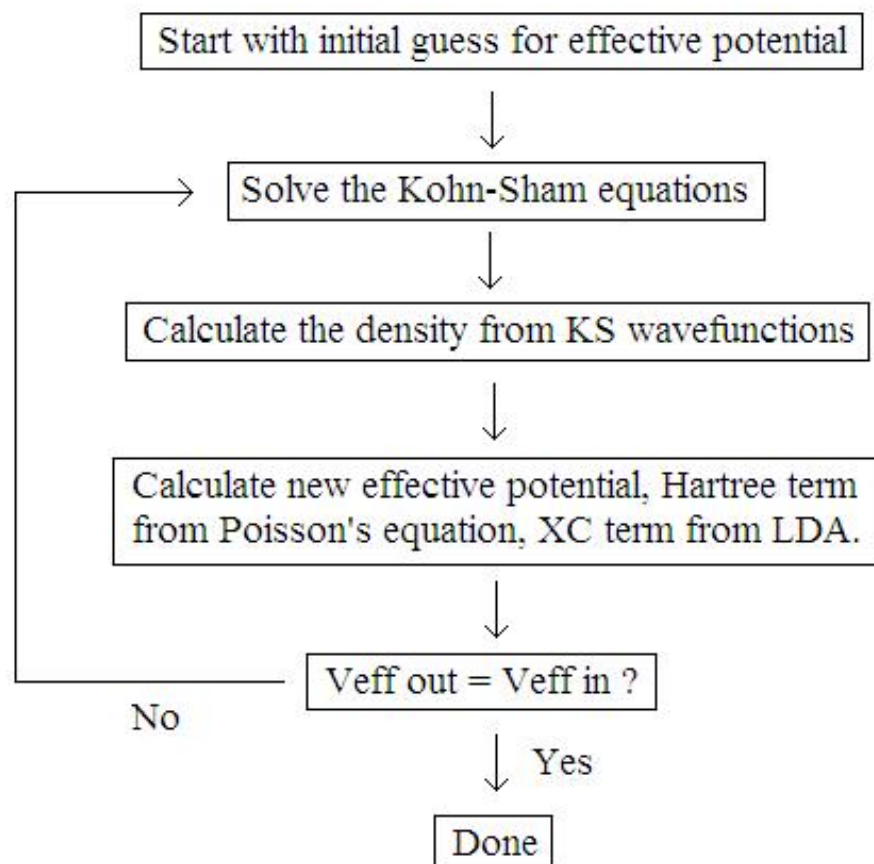 Start with initial guess for effective potential
Solve the Kohn-Sham equations
Calculate the density from KS wavefunctions
Calculate new effective potential, Hartree term
from Poisson's equation, XC term from LDA.
Veff out = Veff in ?
No
Yes
Done